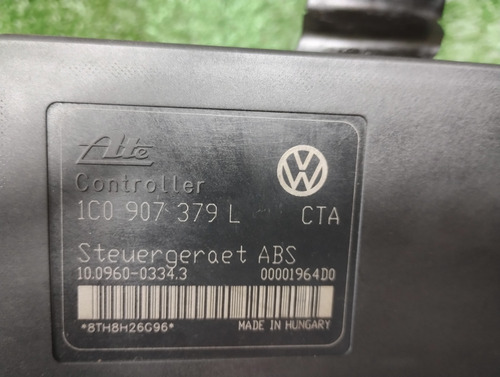 Ate
Controller
1C0 907 379 L CTA
Steuergeraet ABS
10.0960-0334.3 00001964D0
*8TH8H26G96* MADE IN HUNGARY